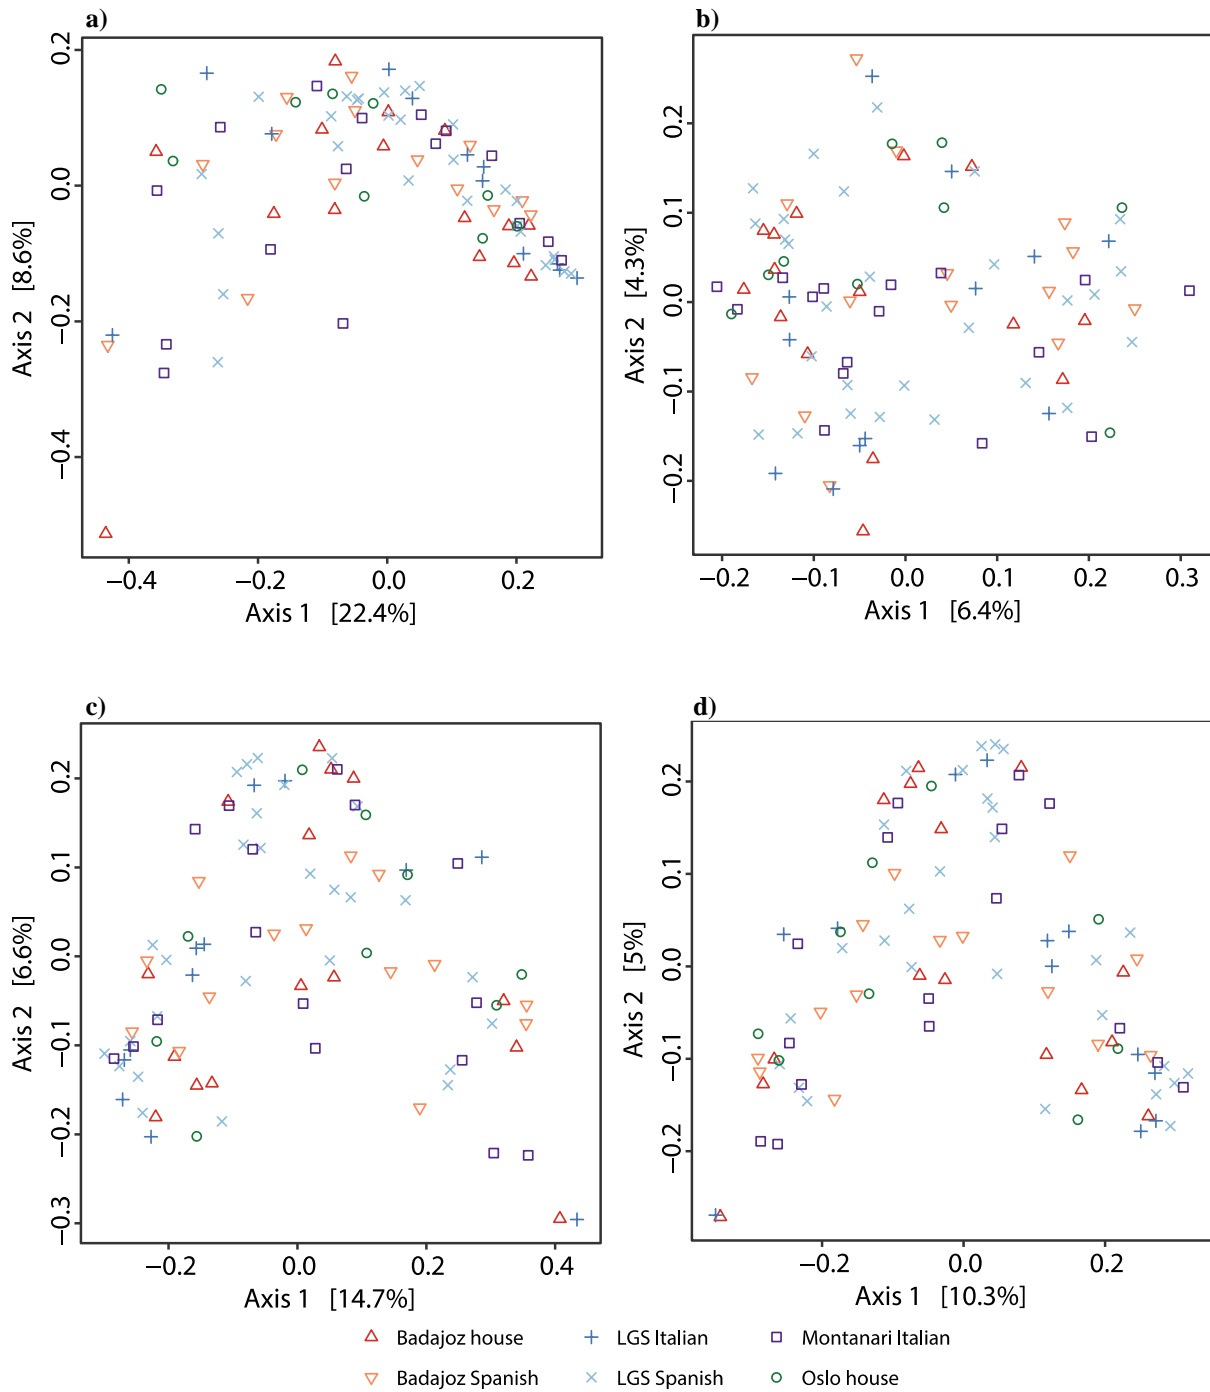 a)
0.2
0.0
−0.2
−0.4
Axis 2 [8.6%]
−0.4 −0.2 0.0 0.2
Axis 1 [22.4%]
b)
0.2
0.1
0.0
−0.1
−0.2
Axis 2 [4.3%]
−0.2 −0.1 0.0 0.1 0.2 0.3
Axis 1 [6.4%]
c)
0.2
0.1
0.0
−0.1
−0.2
−0.3
Axis 2 [6.6%]
−0.2 0.0 0.2 0.4
Axis 1 [14.7%]
d)
0.2
0.1
0.0
−0.1
−0.2
Axis 2 [5%]
−0.2 0.0 0.2
Axis 1 [10.3%]
Badajoz house LGS Italian Montanari Italian
Badajoz Spanish LGS Spanish Oslo house